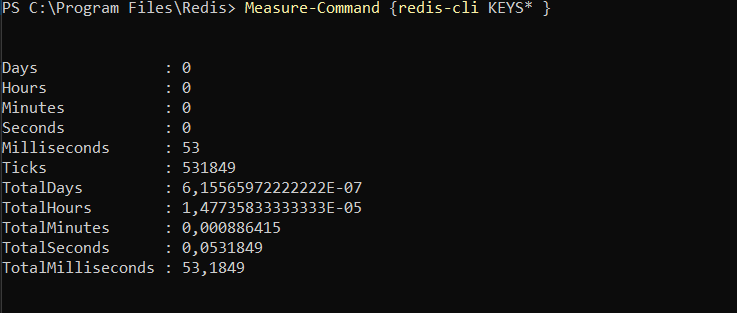 PS C:\Program Files\Redis> Measure-Command {redis-cli KEYS* }
Days              : 0
Hours             : 0
Minutes           : 0
Seconds           : 0
Milliseconds      : 53
Ticks             : 531849
TotalDays         : 6,15565972222222E-07
TotalHours        : 1,47735833333333E-05
TotalMinutes      : 0,000886415
TotalSeconds      : 0,0531849
TotalMilliseconds : 53,1849